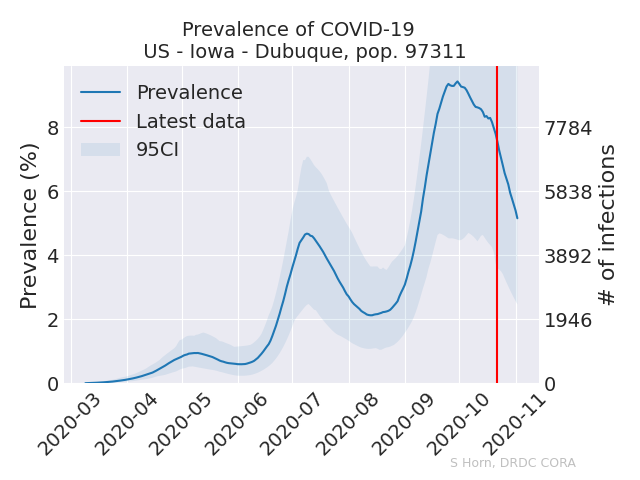 Prevalence of COVID-19
US - Iowa - Dubuque, pop. 97311
Prevalence
Latest data
95CI
Prevalence (%)
8
6
4
2
0
7784
5838
3892
1946
0
# of infections
2020-03
2020-04
2020-05
2020-06
2020-07
2020-08
2020-09
2020-10
2020-11
S Horn, DRDC CORA